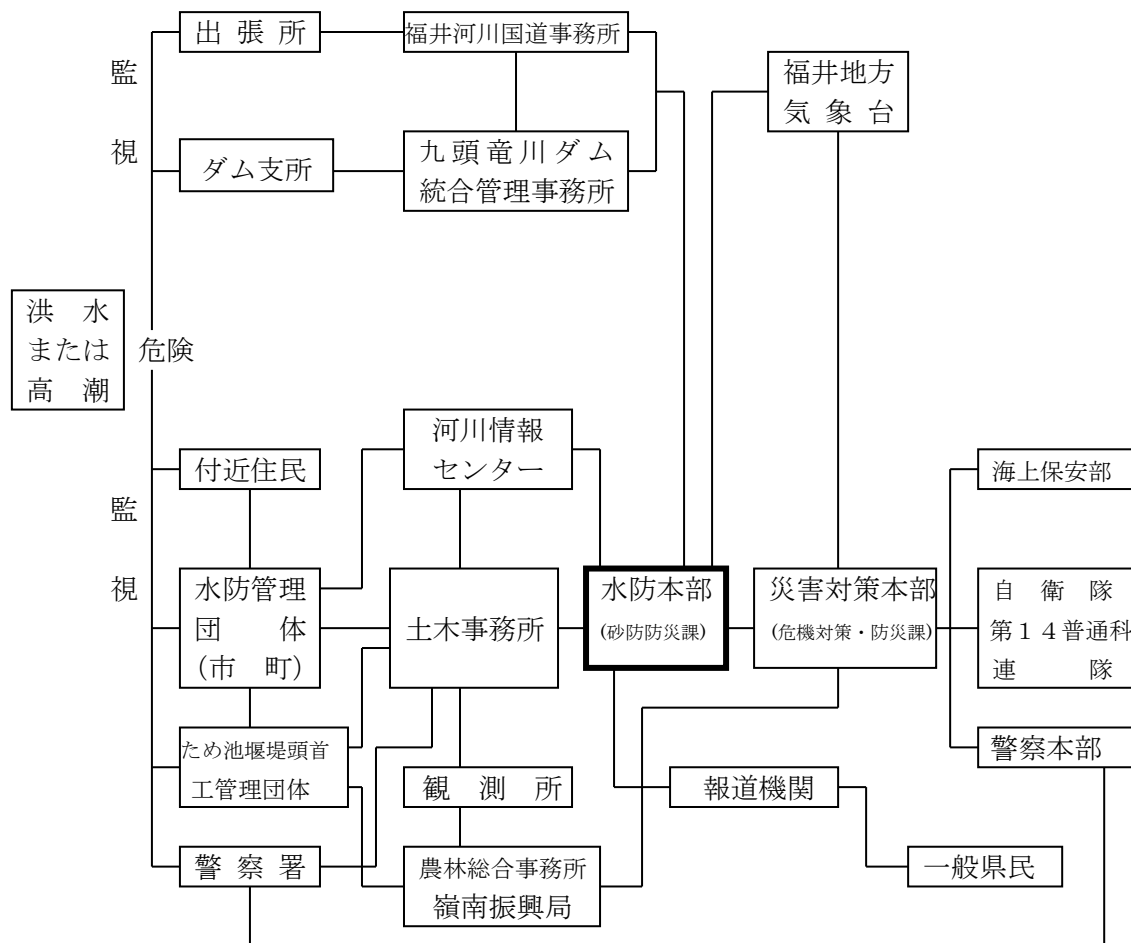 出張所
福井河川国道事務所
監
視
福井地方
気象台
ダム支所
九頭竜川ダム
統合管理事務所
洪水
または
高潮
危険
河川情報
センター
付近住民
海上保安部
監
視
水防管理
団体
(市町)
土木事務所
水防本部
(砂防防災課)
災害対策本部
(危機対策・防災課)
自衛隊
第14普通科
連隊
ため池堰堤頭首
工管理団体
警察本部
観測所
報道機関
警察署
農林総合事務所
嶺南振興局
一般県民